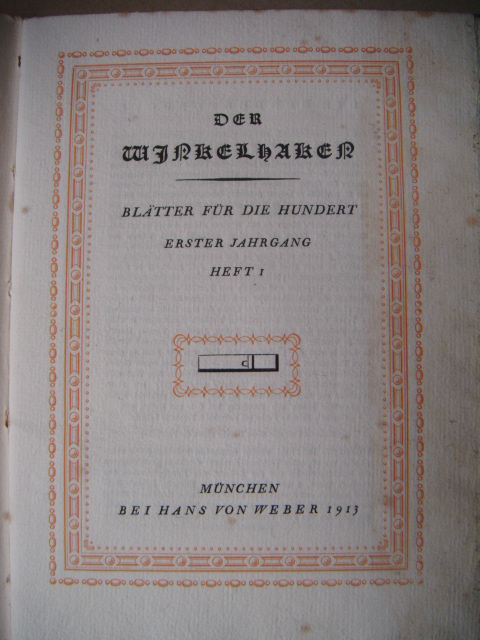 DER
WINKELHAKEN
BLÄTTER FÜR DIE HUNDERT
ERSTER JAHRGANG
HEFT 1
MÜNCHEN
BEI HANS VON WEBER 1913